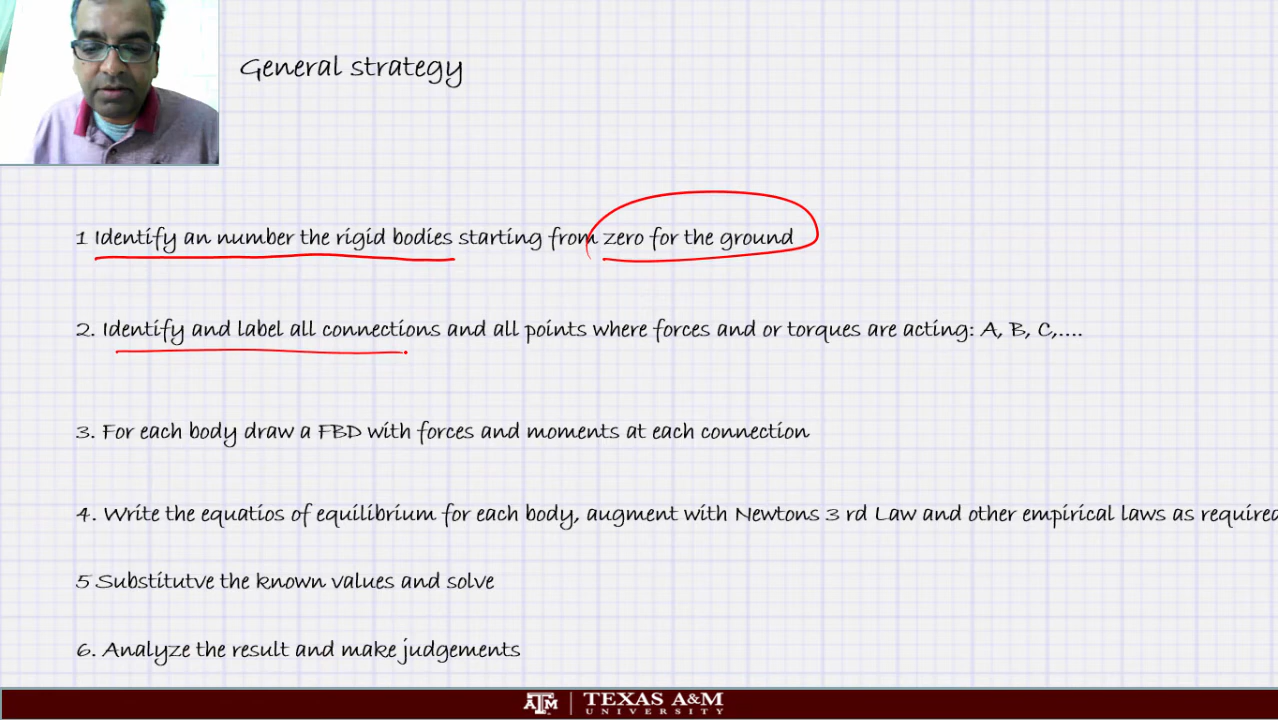 General strategy
1 Identify an number the rigid bodies starting from zero for the ground
2. Identify and label all connections and all points where forces and or torques are acting: A, B, C,....
3. For each body draw a FBD with forces and moments at each connection
4. Write the equatios of equilibrium for each body, augment with Newtons 3 rd Law and other empirical laws as required
5 Substitutve the known values and solve
6. Analyze the result and make judgements
ATM TEXAS A&M
UNIVERSITY